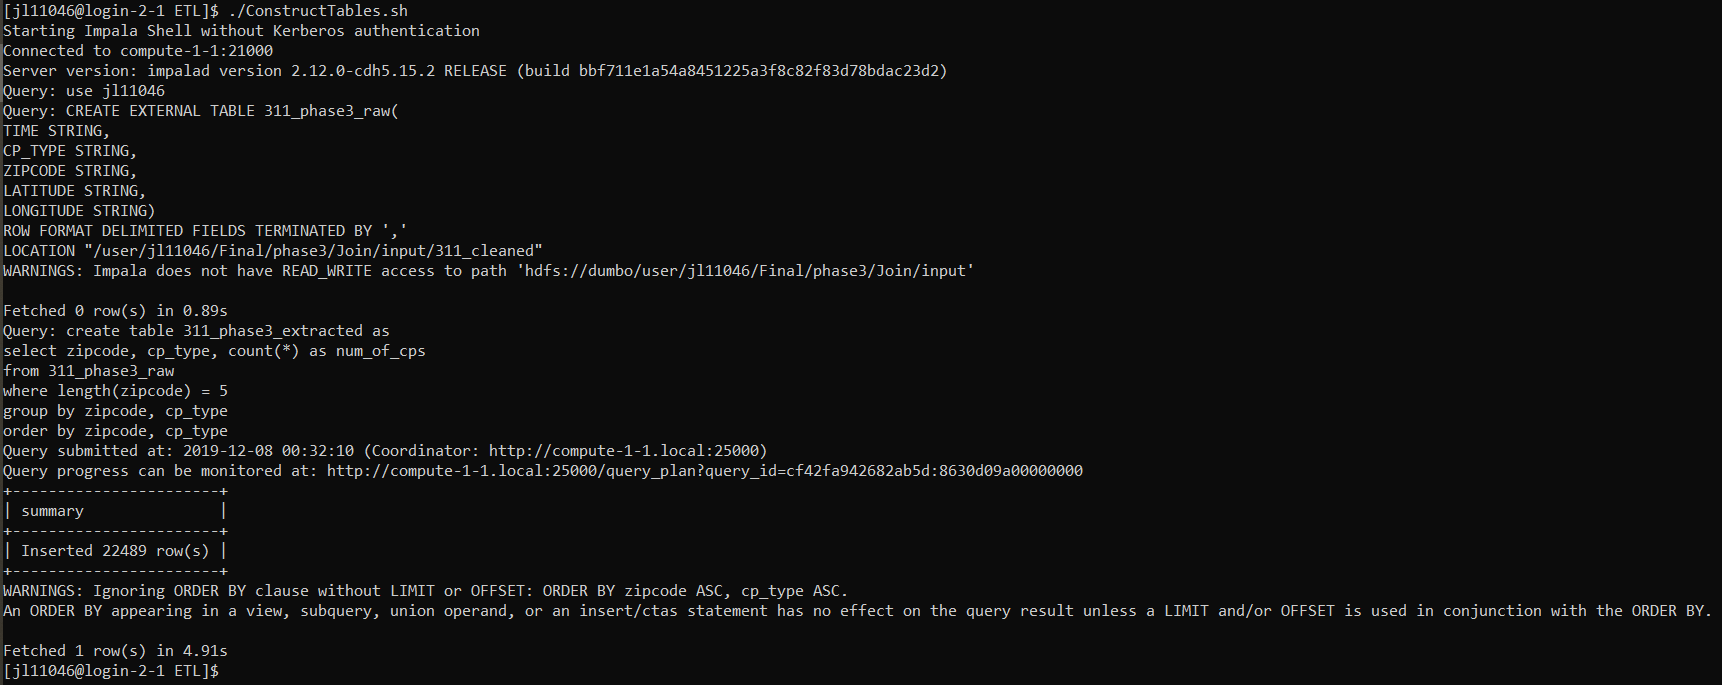 [jl11046@login-2-1 ETL]$ ./ConstructTables.sh
Starting Impala Shell without Kerberos authentication
Connected to compute-1-1:21000
Server version: impalad version 2.12.0-cdh5.15.2 RELEASE (build bbf711e1a54a8451225a3f8c82f83d78bdac23d2)
Query: use jl11046
Query: CREATE EXTERNAL TABLE 311_phase3_raw(
TIME STRING,
CP_TYPE STRING,
ZIPCODE STRING,
LATITUDE STRING,
LONGITUDE STRING)
ROW FORMAT DELIMITED FIELDS TERMINATED BY ','
LOCATION "/user/jl11046/Final/phase3/Join/input/311_cleaned"
WARNINGS: Impala does not have READ_WRITE access to path 'hdfs://dumbo/user/jl11046/Final/phase3/Join/input'

Fetched 0 row(s) in 0.89s
Query: create table 311_phase3_extracted as
select zipcode, cp_type, count(*) as num_of_cps
from 311_phase3_raw
where length(zipcode) = 5
group by zipcode, cp_type
order by zipcode, cp_type
Query submitted at: 2019-12-08 00:32:10 (Coordinator: http://compute-1-1.local:25000)
Query progress can be monitored at: http://compute-1-1.local:25000/query_plan?query_id=cf42fa942682ab5d:8630d09a00000000
+-----------------------+
| summary               |
+-----------------------+
| Inserted 22489 row(s) |
+-----------------------+
WARNINGS: Ignoring ORDER BY clause without LIMIT or OFFSET: ORDER BY zipcode ASC, cp_type ASC.
An ORDER BY appearing in a view, subquery, union operand, or an insert/ctas statement has no effect on the query result unless a LIMIT and/or OFFSET is used in conjunction with the ORDER BY.

Fetched 1 row(s) in 4.91s
[jl11046@login-2-1 ETL]$